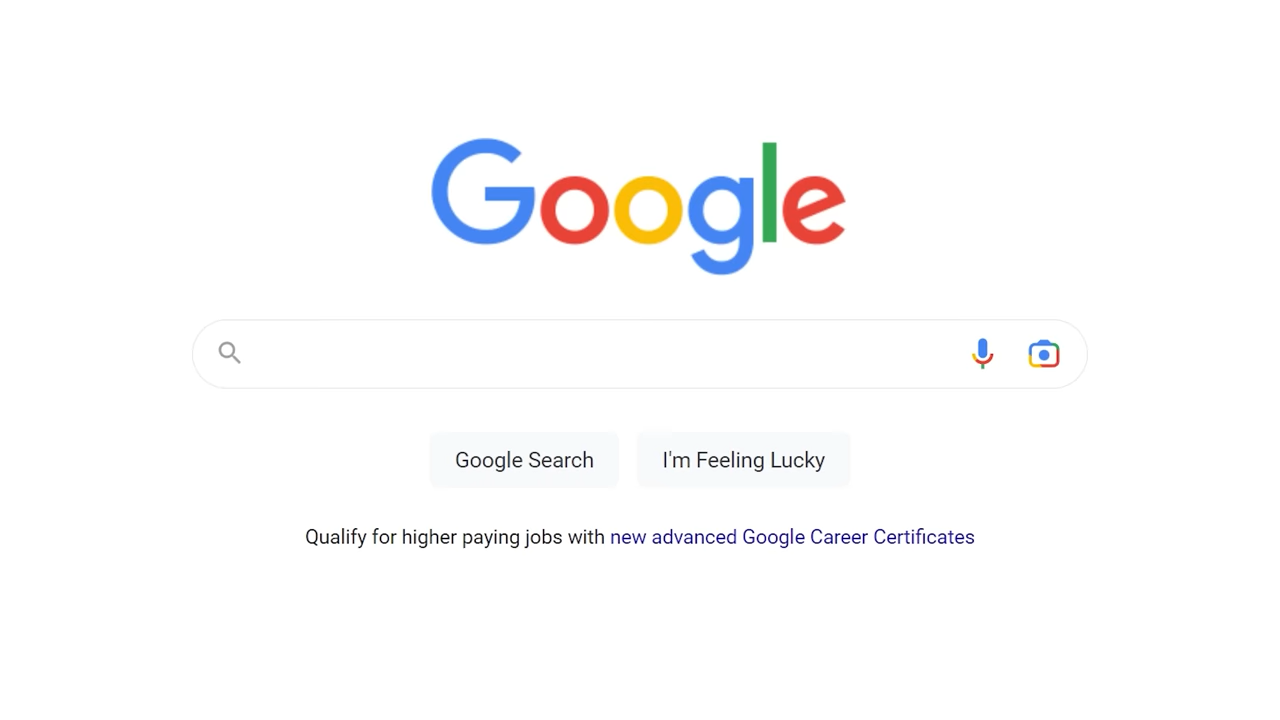 Google
Google Search
I'm Feeling Lucky
Qualify for higher paying jobs with new advanced Google Career Certificates